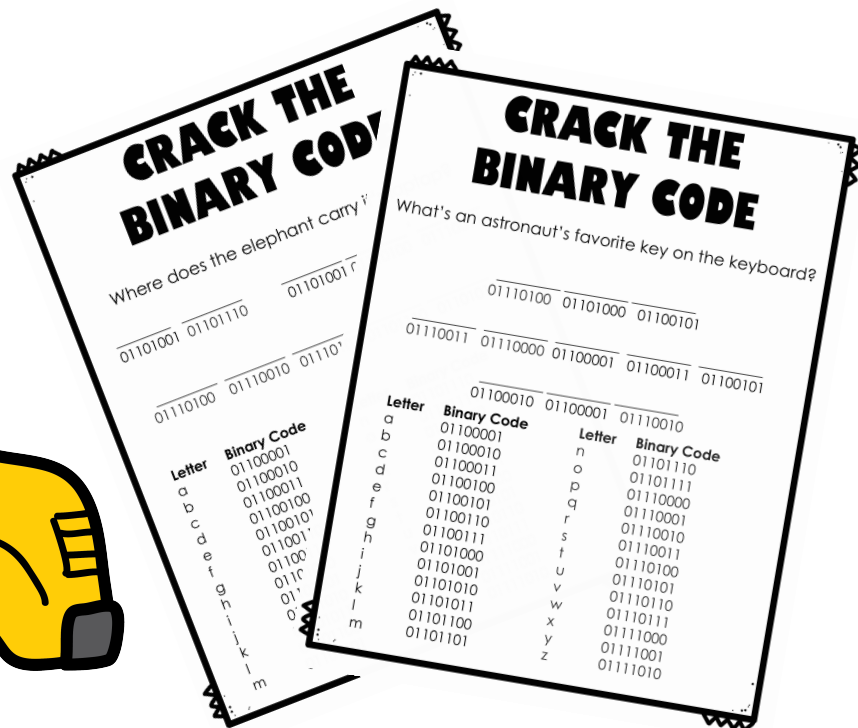 CRACK THE
BINARY CODE
Where does the elephant carry
01101001 01101110 01101001
01110100 01110010
Letter Binary Code
a 01100001
b 01100010
c 01100011
d 01100100
e
f
g
h
i
j
k
l
m
CRACK THE
BINARY CODE
What's an astronaut's favorite key on the keyboard?
01110100 01101000 01100101
01110011 01110000 01100001 01100011 01100101
01100010 01100001 01110010
Letter Binary Code
a 01100001
b 01100010
c 01100011
d 01100100
e 01100101
f 01100110
g 01100111
h 01101000
i 01101001
j 01101010
k 01101011
l 01101100
m 01101101
Letter Binary Code
n 01101110
o 01101111
p 01110000
q 01110001
r 01110010
s 01110011
t 01110100
u 01110101
v 01110110
w 01110111
x 01111000
y 01111001
z 01111010